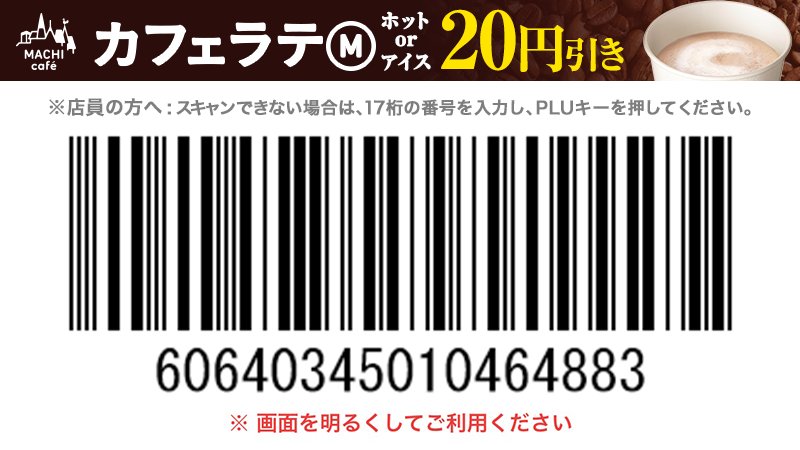 MACHI
café
カフェラテ Ⓜ ホット or アイス 20円引き
※店員の方へ：スキャンできない場合は、17桁の番号を入力し、PLUキーを押してください。
60640345010464883
※ 画面を明るくしてご利用ください